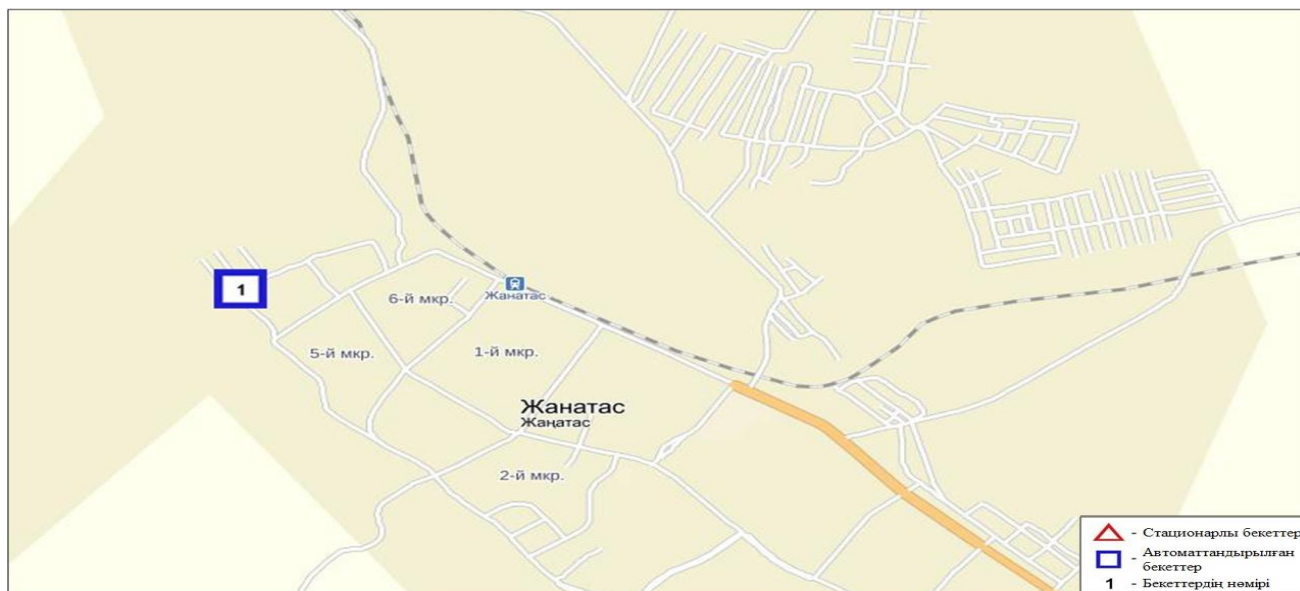 1
6-й мкр.
Жанатас
5-й мкр.
1-й мкр.
Жанатас
Жаңатас
2-й мкр.
- Стационарлы бекеттер
- Автоматтандырылған
бекеттер
1 - Бекеттердің нөмірі